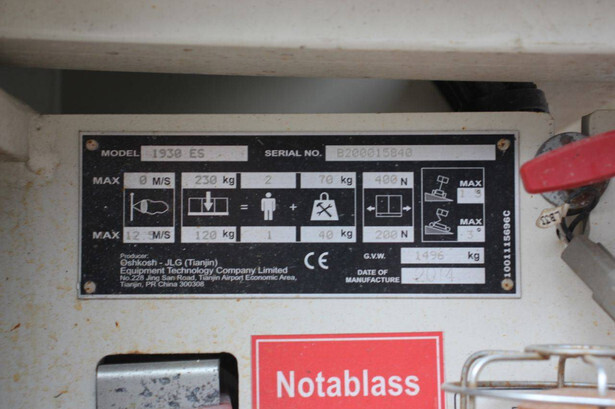 MODEL 1930 ES SERIAL NO. B200015840
MAX 0 M/S 230 kg 2 70 kg 400 N MAX
= +
MAX 12.5 M/S 120 kg 1 40 kg 200 N MAX 3°
Producer:
Oshkosh - JLG (Tianjin)
Equipment Technology Company Limited
No.228 Jing San Road, Tianjin Airport Economic Area,
Tianjin, PR China 300308
CE
G.V.W. 1496 kg
DATE OF
MANUFACTURE 2014
1001115696C
Notablass